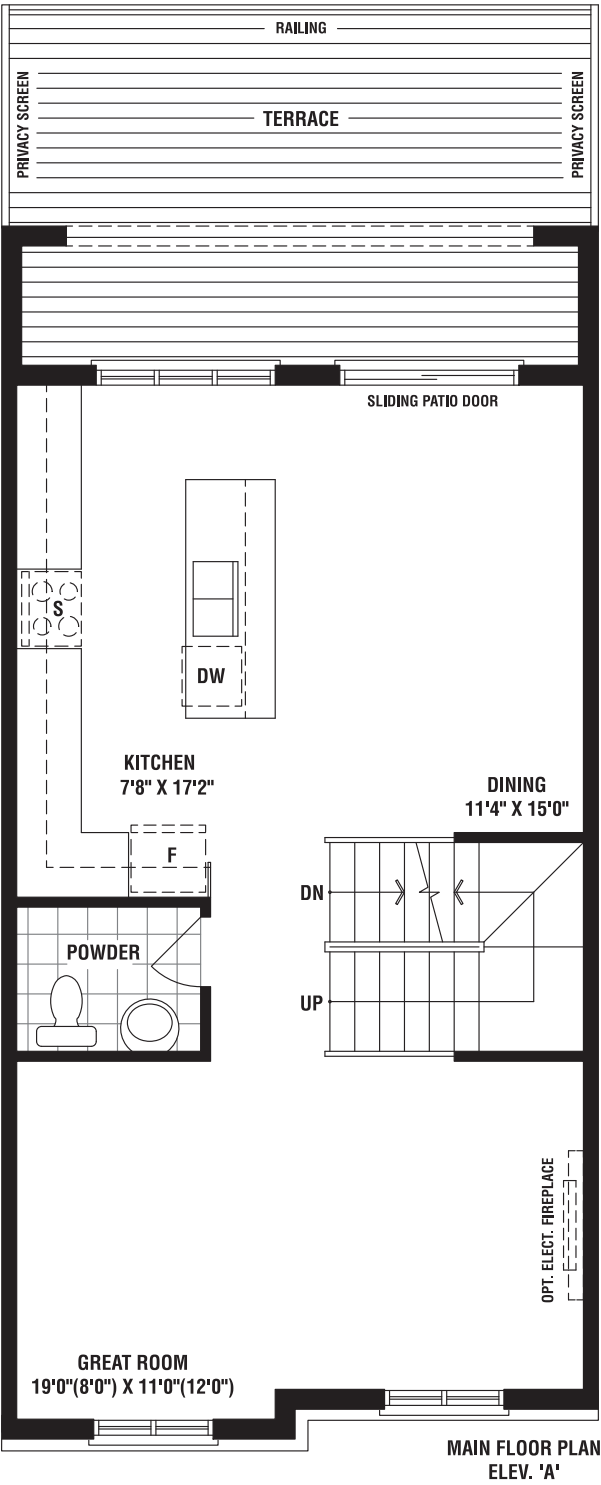 RAILING
PRIVACY SCREEN
TERRACE
PRIVACY SCREEN
SLIDING PATIO DOOR
S
DW
KITCHEN
7'8" X 17'2"
DINING
11'4" X 15'0"
F
DN
POWDER
UP
OPT. ELECT. FIREPLACE
GREAT ROOM
19'0"(8'0") X 11'0"(12'0")
MAIN FLOOR PLAN
ELEV. 'A'